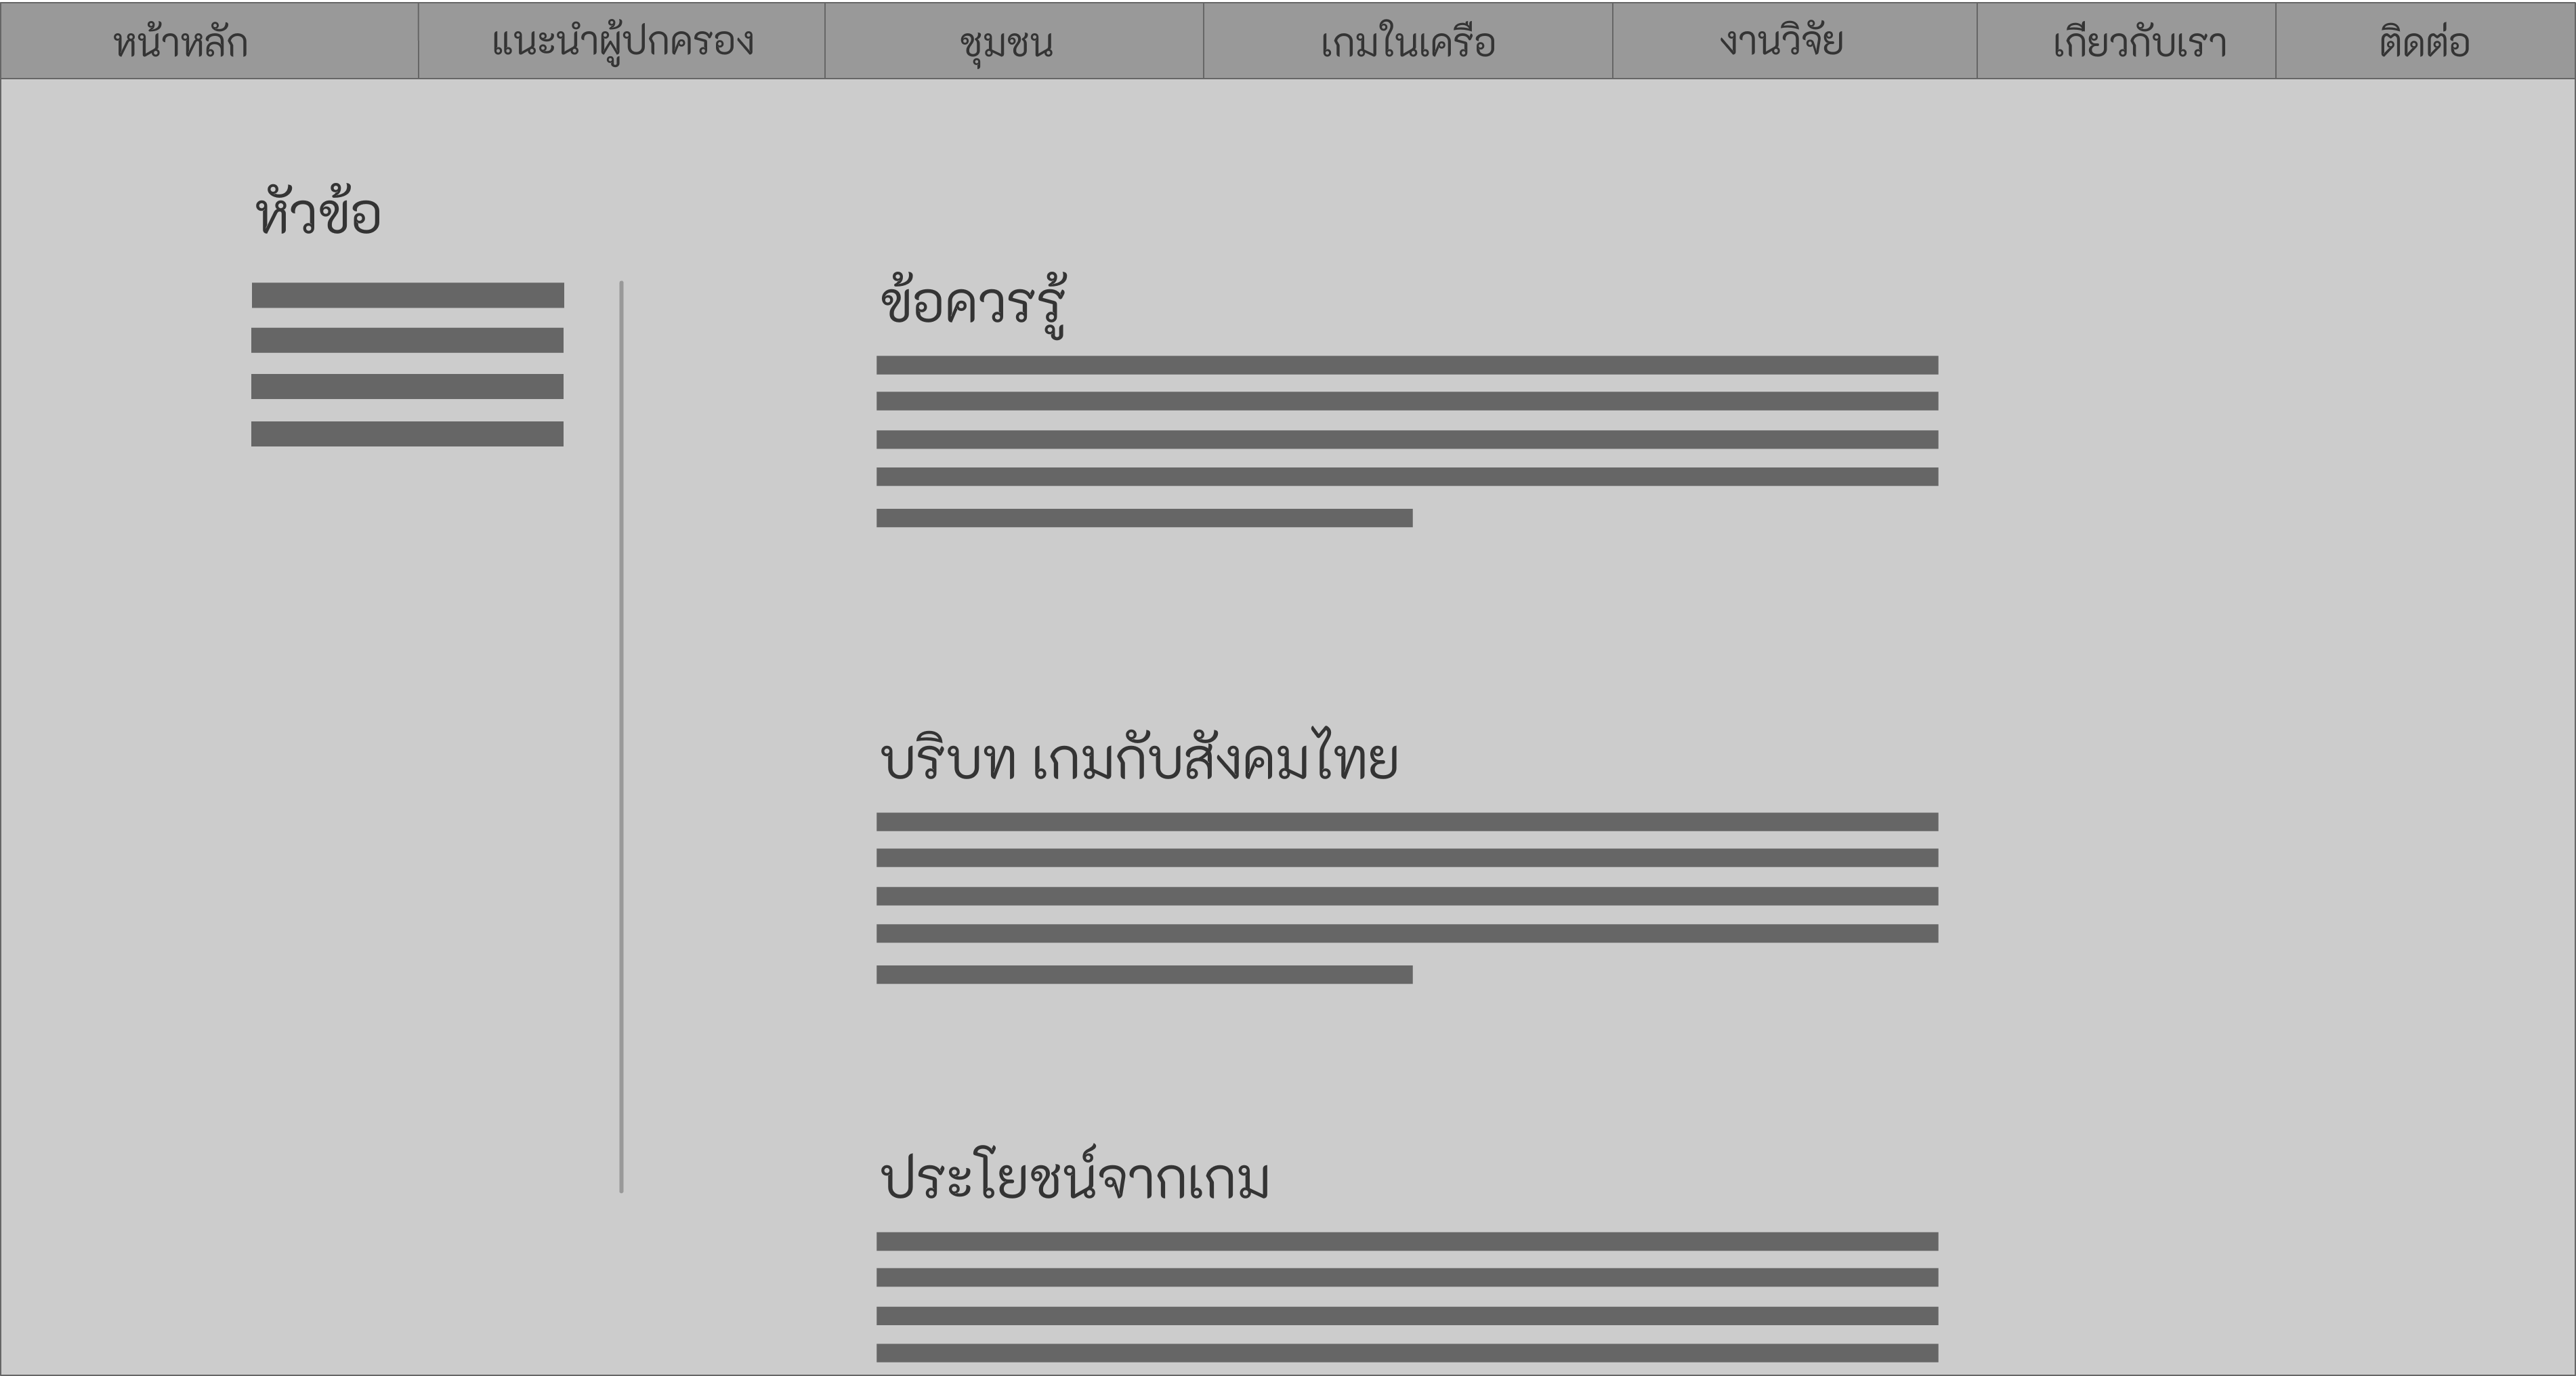 หน้าหลัก แนะนำผู้ปกครอง ชุมชน เกมในเครือ งานวิจัย เกียวกับเรา ติดต่อ
หัวข้อ
ข้อควรรู้
บริบท เกมกับสังคมไทย
ประโยชน์จากเกม